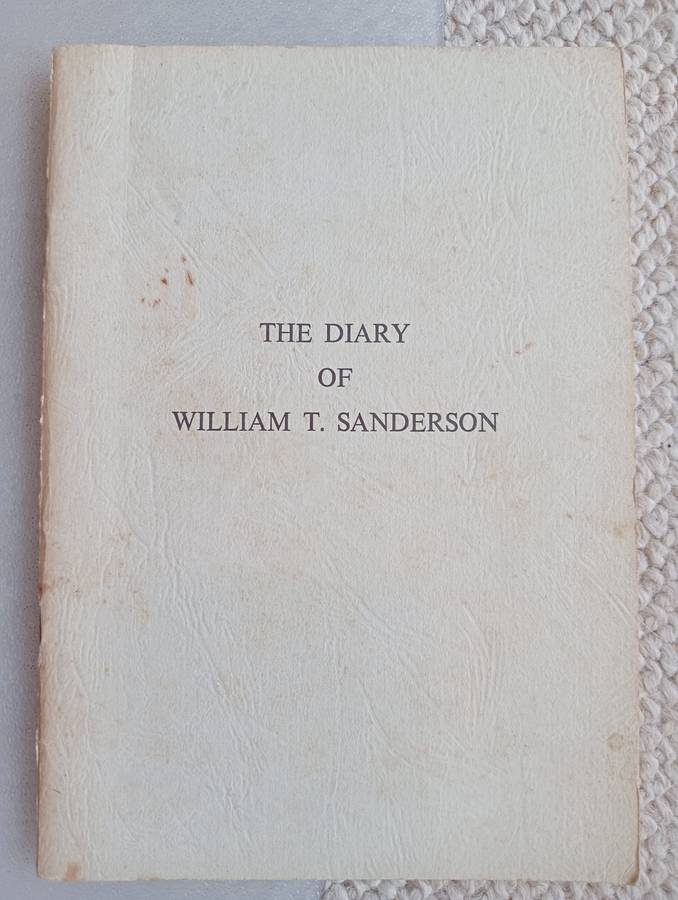 THE DIARY
OF
WILLIAM T. SANDERSON